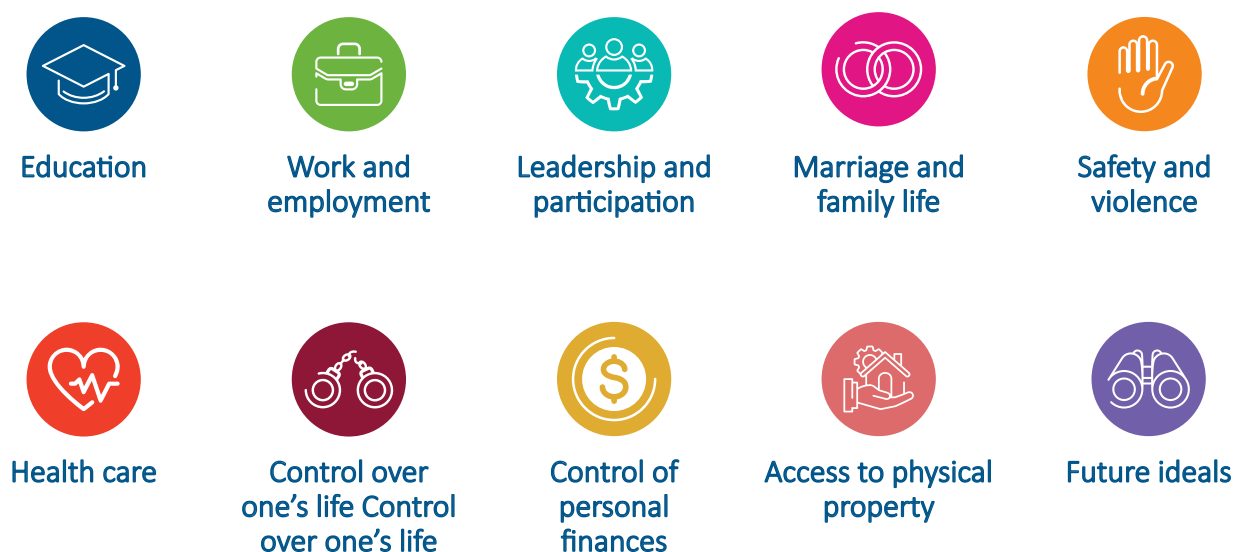 Education
Work and
employment
Leadership and
participation
Marriage and
family life
Safety and
violence
Health care
Control over
one’s life Control
over one’s life
Control of
personal
finances
Access to physical
property
Future ideals